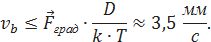 v_b ≤ F⃗_град · D / (k · T) ≈ 3,5 мм/с.